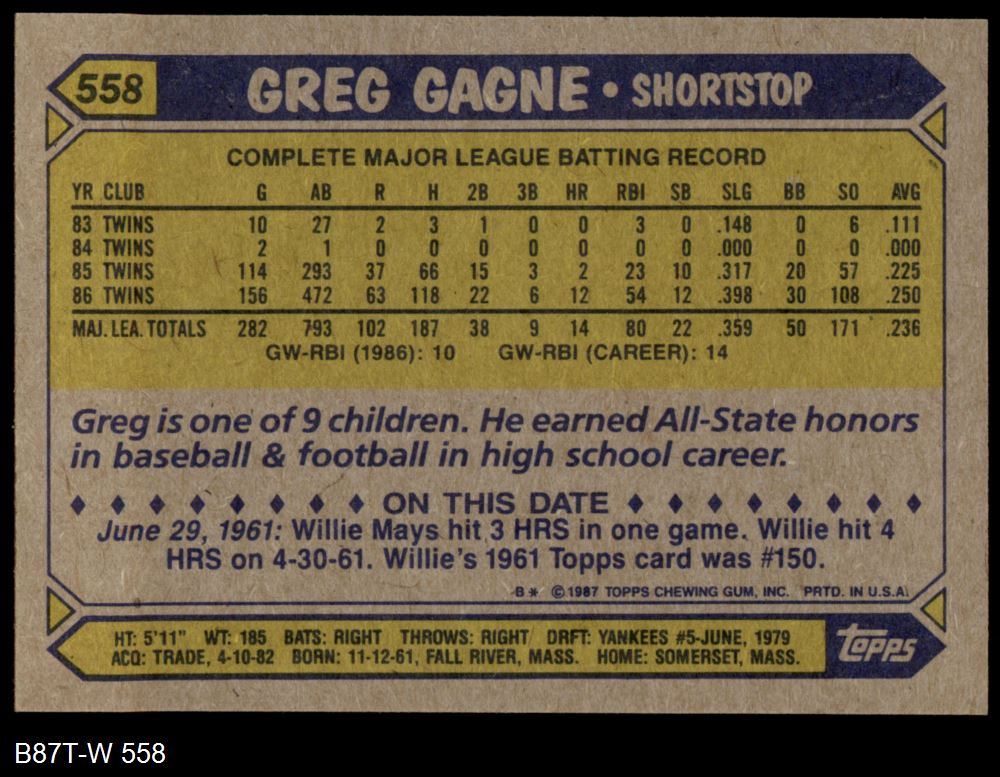 558 GREG GAGNE • SHORTSTOP
COMPLETE MAJOR LEAGUE BATTING RECORD
YR CLUB G AB R H 2B 3B HR RBI SB SLG BB SO AVG
83 TWINS 10 27 2 3 1 0 0 3 0 .148 0 6 .111
84 TWINS 2 1 0 0 0 0 0 0 0 .000 0 0 .000
85 TWINS 114 293 37 66 15 3 2 23 10 .317 20 57 .225
86 TWINS 156 472 63 118 22 6 12 54 12 .398 30 108 .250
MAJ. LEA. TOTALS 282 793 102 187 38 9 14 80 22 .359 50 171 .236
GW-RBI (1986): 10 GW-RBI (CAREER): 14
Greg is one of 9 children. He earned All-State honors
in baseball & football in high school career.
♦ ♦ ♦ ♦ ♦ ♦ ♦ ♦ ON THIS DATE ♦ ♦ ♦ ♦ ♦ ♦ ♦ ♦
June 29, 1961: Willie Mays hit 3 HRS in one game. Willie hit 4
HRS on 4-30-61. Willie's 1961 Topps card was #150.
B* © 1987 TOPPS CHEWING GUM, INC. PRTD. IN U.S.A.
HT: 5'11" WT: 185 BATS: RIGHT THROWS: RIGHT DRFT: YANKEES #5-JUNE, 1979
ACQ: TRADE, 4-10-82 BORN: 11-12-61, FALL RIVER, MASS. HOME: SOMERSET, MASS.
topps
B87T-W 558